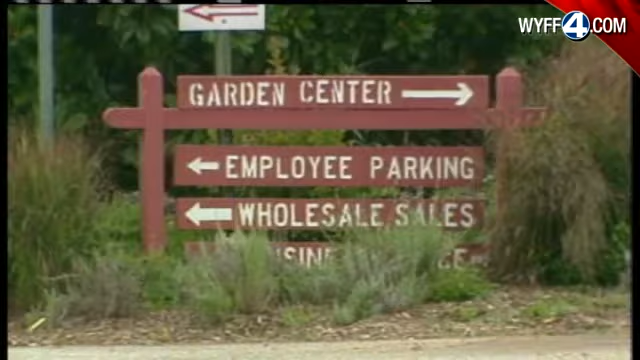 WYFF4.COM
GARDEN CENTER
EMPLOYEE PARKING
WHOLESALE SALES